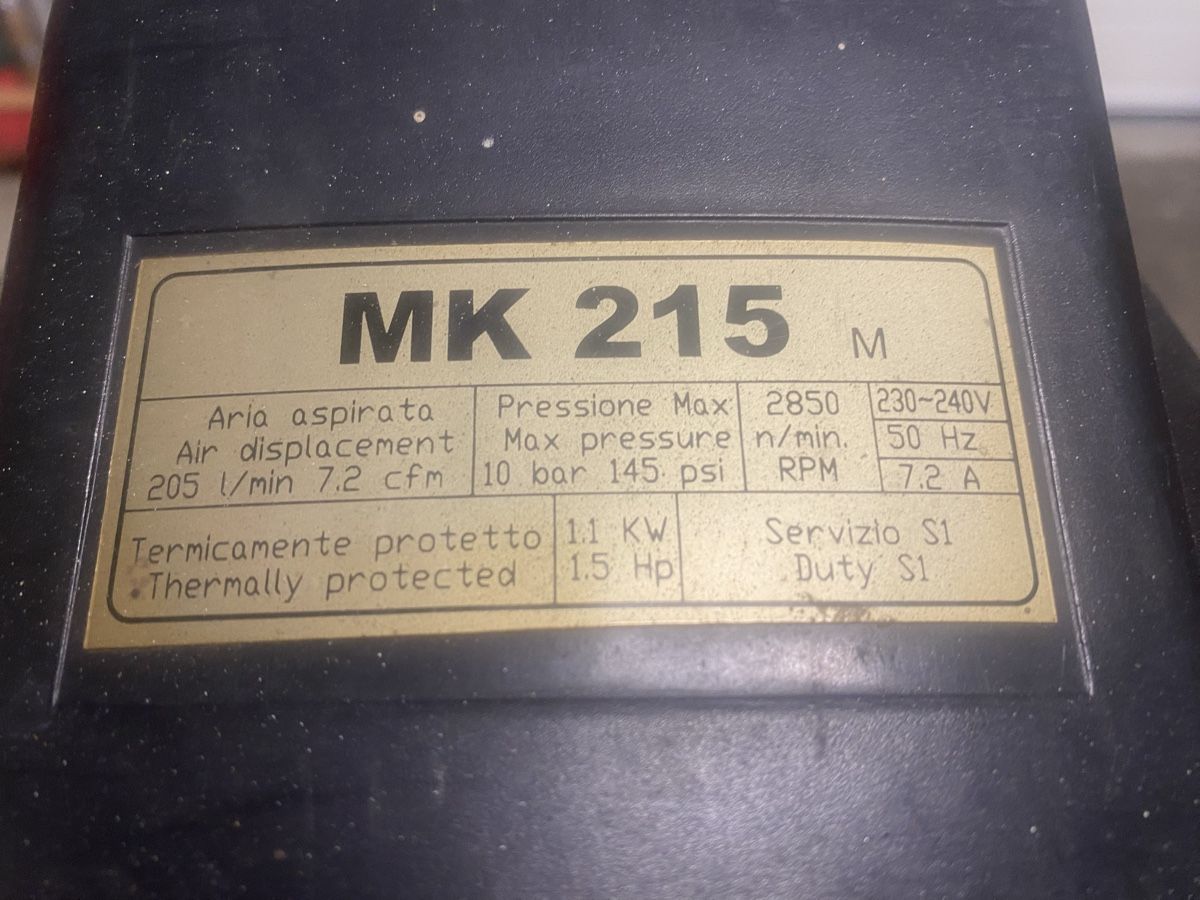 MK 215 M
Aria aspirata
Air displacement
205 l/min 7.2 cfm
Pressione Max
Max pressure
10 bar 145 psi
2850
n/min.
RPM
230~240V
50 Hz
7.2 A
Termicamente protetto
Thermally protected
1.1 KW
1.5 Hp
Servizio S1
Duty S1